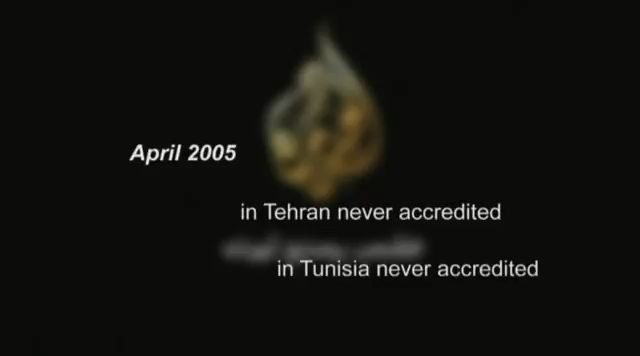 April 2005
in Tehran never accredited
in Tunisia never accredited